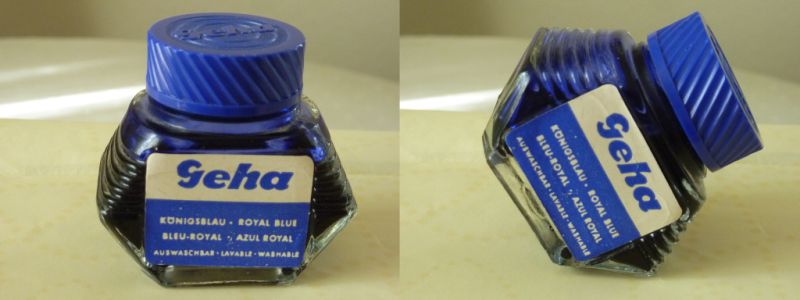 Geha
Geha
KÖNIGSBLAU • ROYAL BLUE
BLEU-ROYAL • AZUL ROYAL
AUSWASCHBAR • LAVABLE • WASHABLE
Geha
KÖNIGSBLAU • ROYAL BLUE
BLEU-ROYAL • AZUL ROYAL
AUSWASCHBAR • LAVABLE • WASHABLE